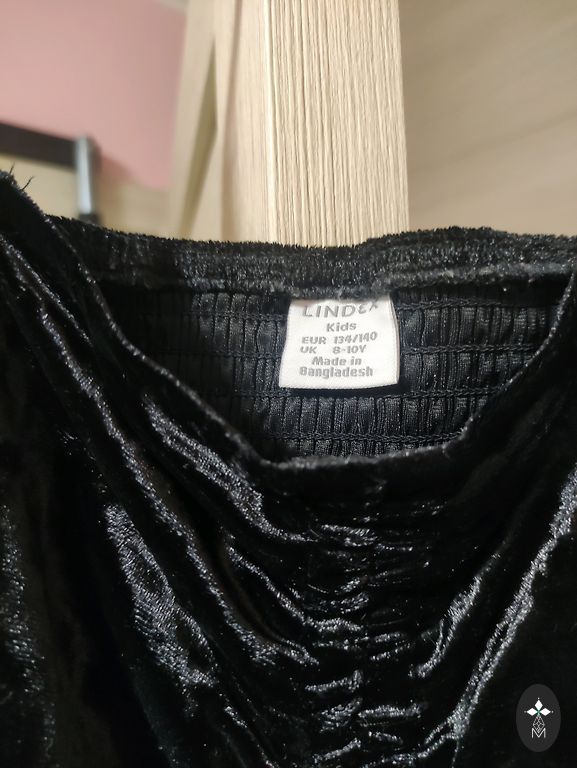 LINDEX
Kids
EUR 134/140
UK 8-10Y
Made in
Bangladesh